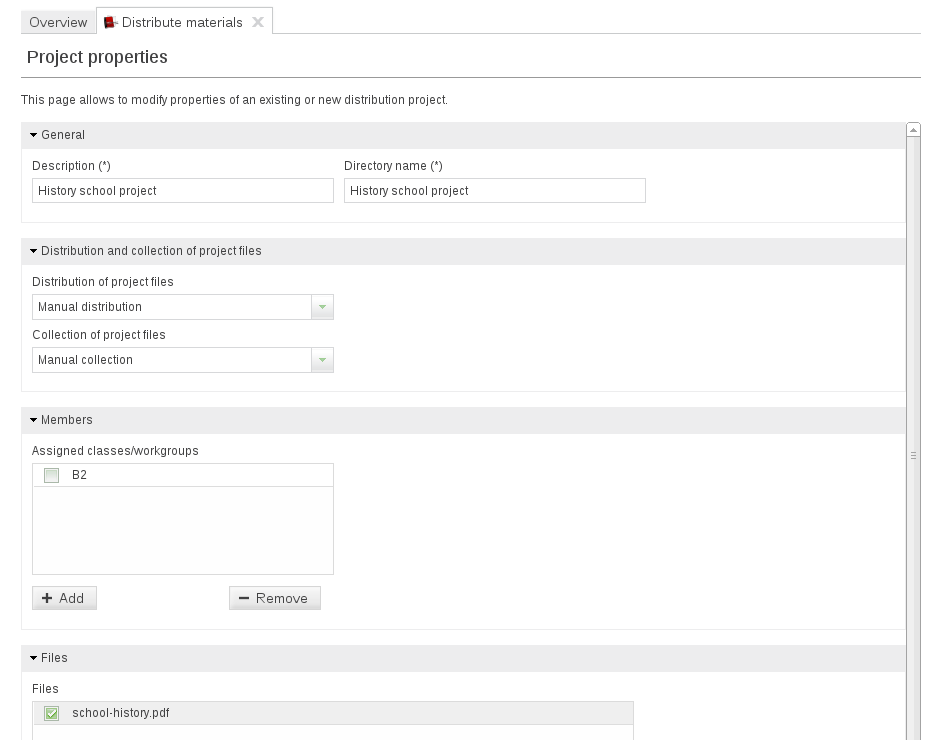 Overview Distribute materials
Project properties
This page allows to modify properties of an existing or new distribution project.
General
Description (*) Directory name (*)
History school project History school project
Distribution and collection of project files
Distribution of project files
Manual distribution
Collection of project files
Manual collection
Members
Assigned classes/workgroups
B2
Add Remove
Files
Files
school-history.pdf